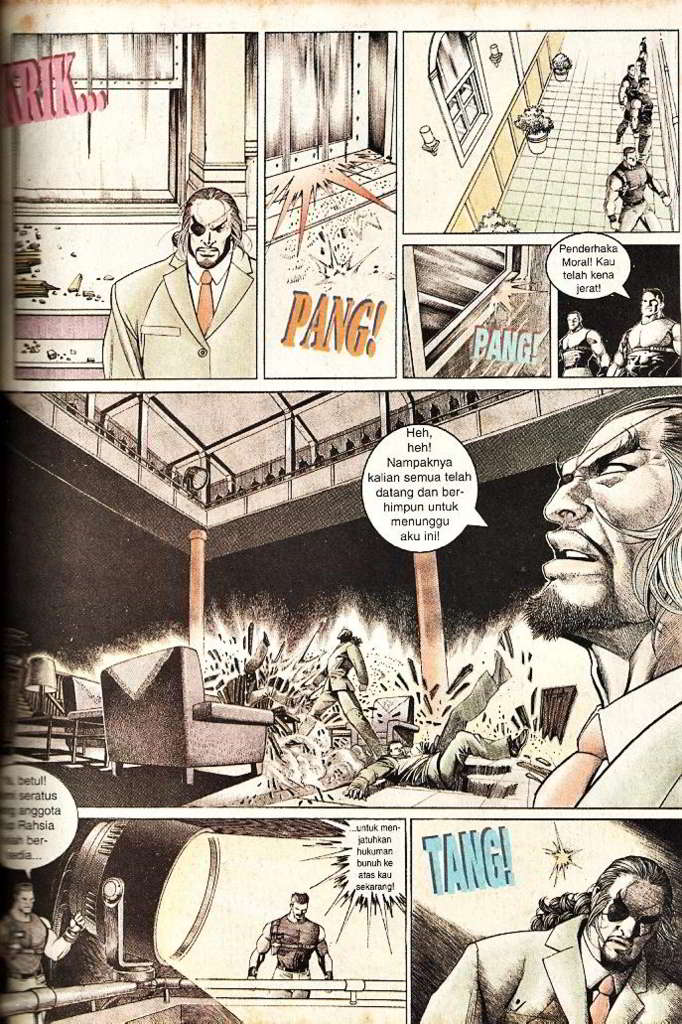 KRIK...
PANG!
PANG!
Penderhaka
Moral! Kau
telah kena
jerat!
Heh,
heh!
Nampaknya
kalian semua telah
datang dan ber-
himpun untuk
menunggu
aku ini!
betul!
seratus
anggota
Rahsia
ber-
...untuk men-
jatuhkan
hukuman
bunuh ke
atas kau
sekarang!
TANG!